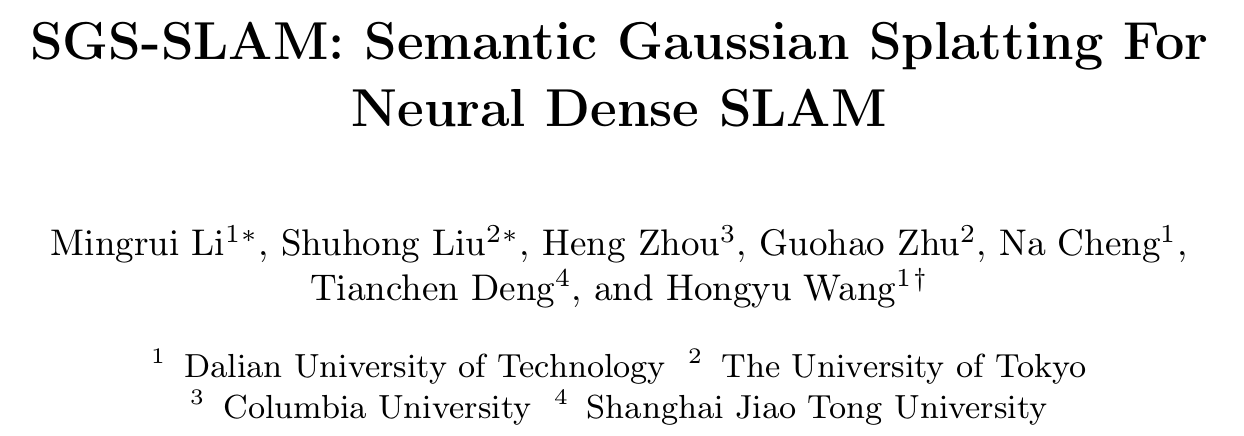 SGS-SLAM: Semantic Gaussian Splatting For
Neural Dense SLAM
Mingrui Li¹*, Shuhong Liu²*, Heng Zhou³, Guohao Zhu², Na Cheng¹,
Tianchen Deng⁴, and Hongyu Wang¹†
¹ Dalian University of Technology ² The University of Tokyo
³ Columbia University ⁴ Shanghai Jiao Tong University